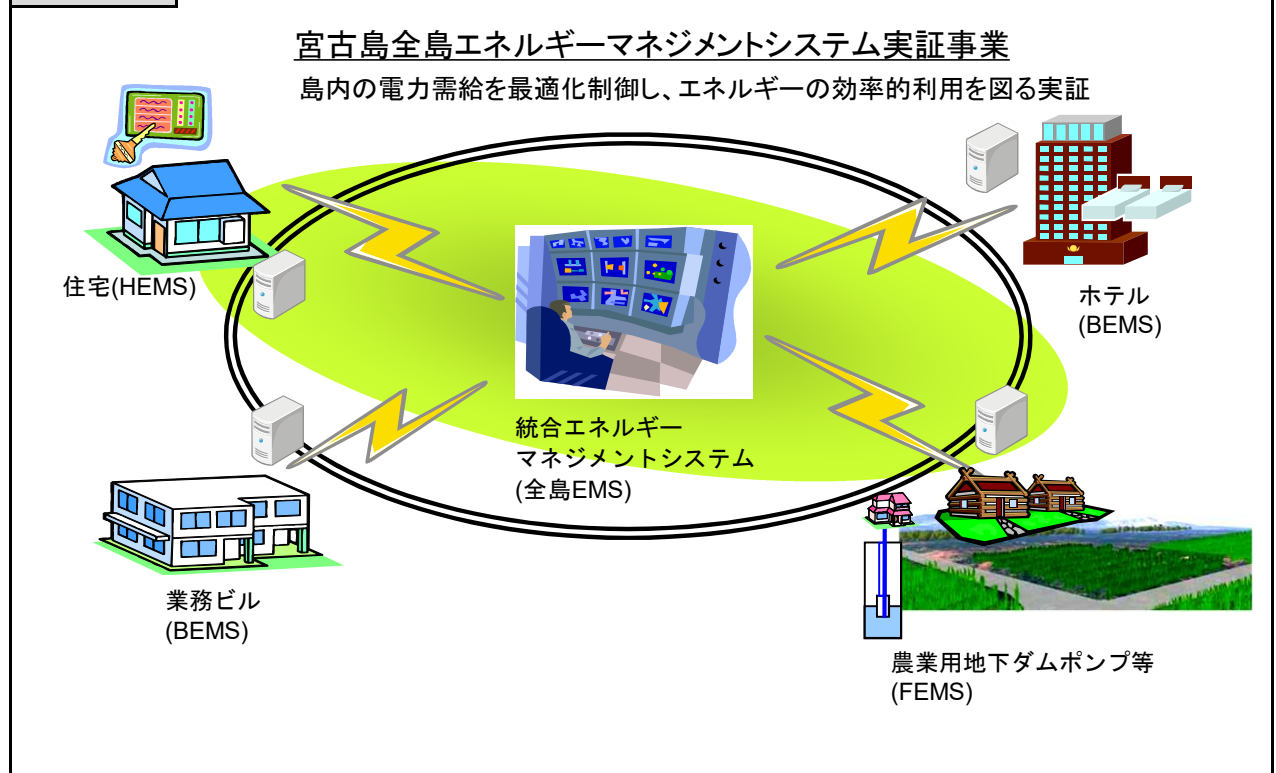 宮古島全島エネルギーマネジメントシステム実証事業
島内の電力需給を最適化制御し、エネルギーの効率的利用を図る実証
住宅(HEMS)
ホテル
(BEMS)
統合エネルギー
マネジメントシステム
(全島EMS)
業務ビル
(BEMS)
農業用地下ダムポンプ等
(FEMS)